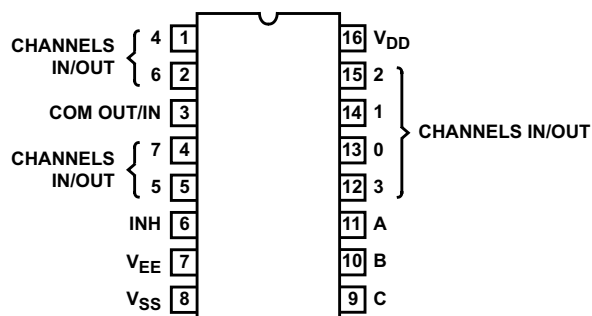 CHANNELS IN/OUT
4 1
6 2
COM OUT/IN 3
CHANNELS IN/OUT
7 4
5 5
INH 6
VEE 7
VSS 8
16 VDD
15 2
14 1
13 0
12 3
CHANNELS IN/OUT
11 A
10 B
9 C